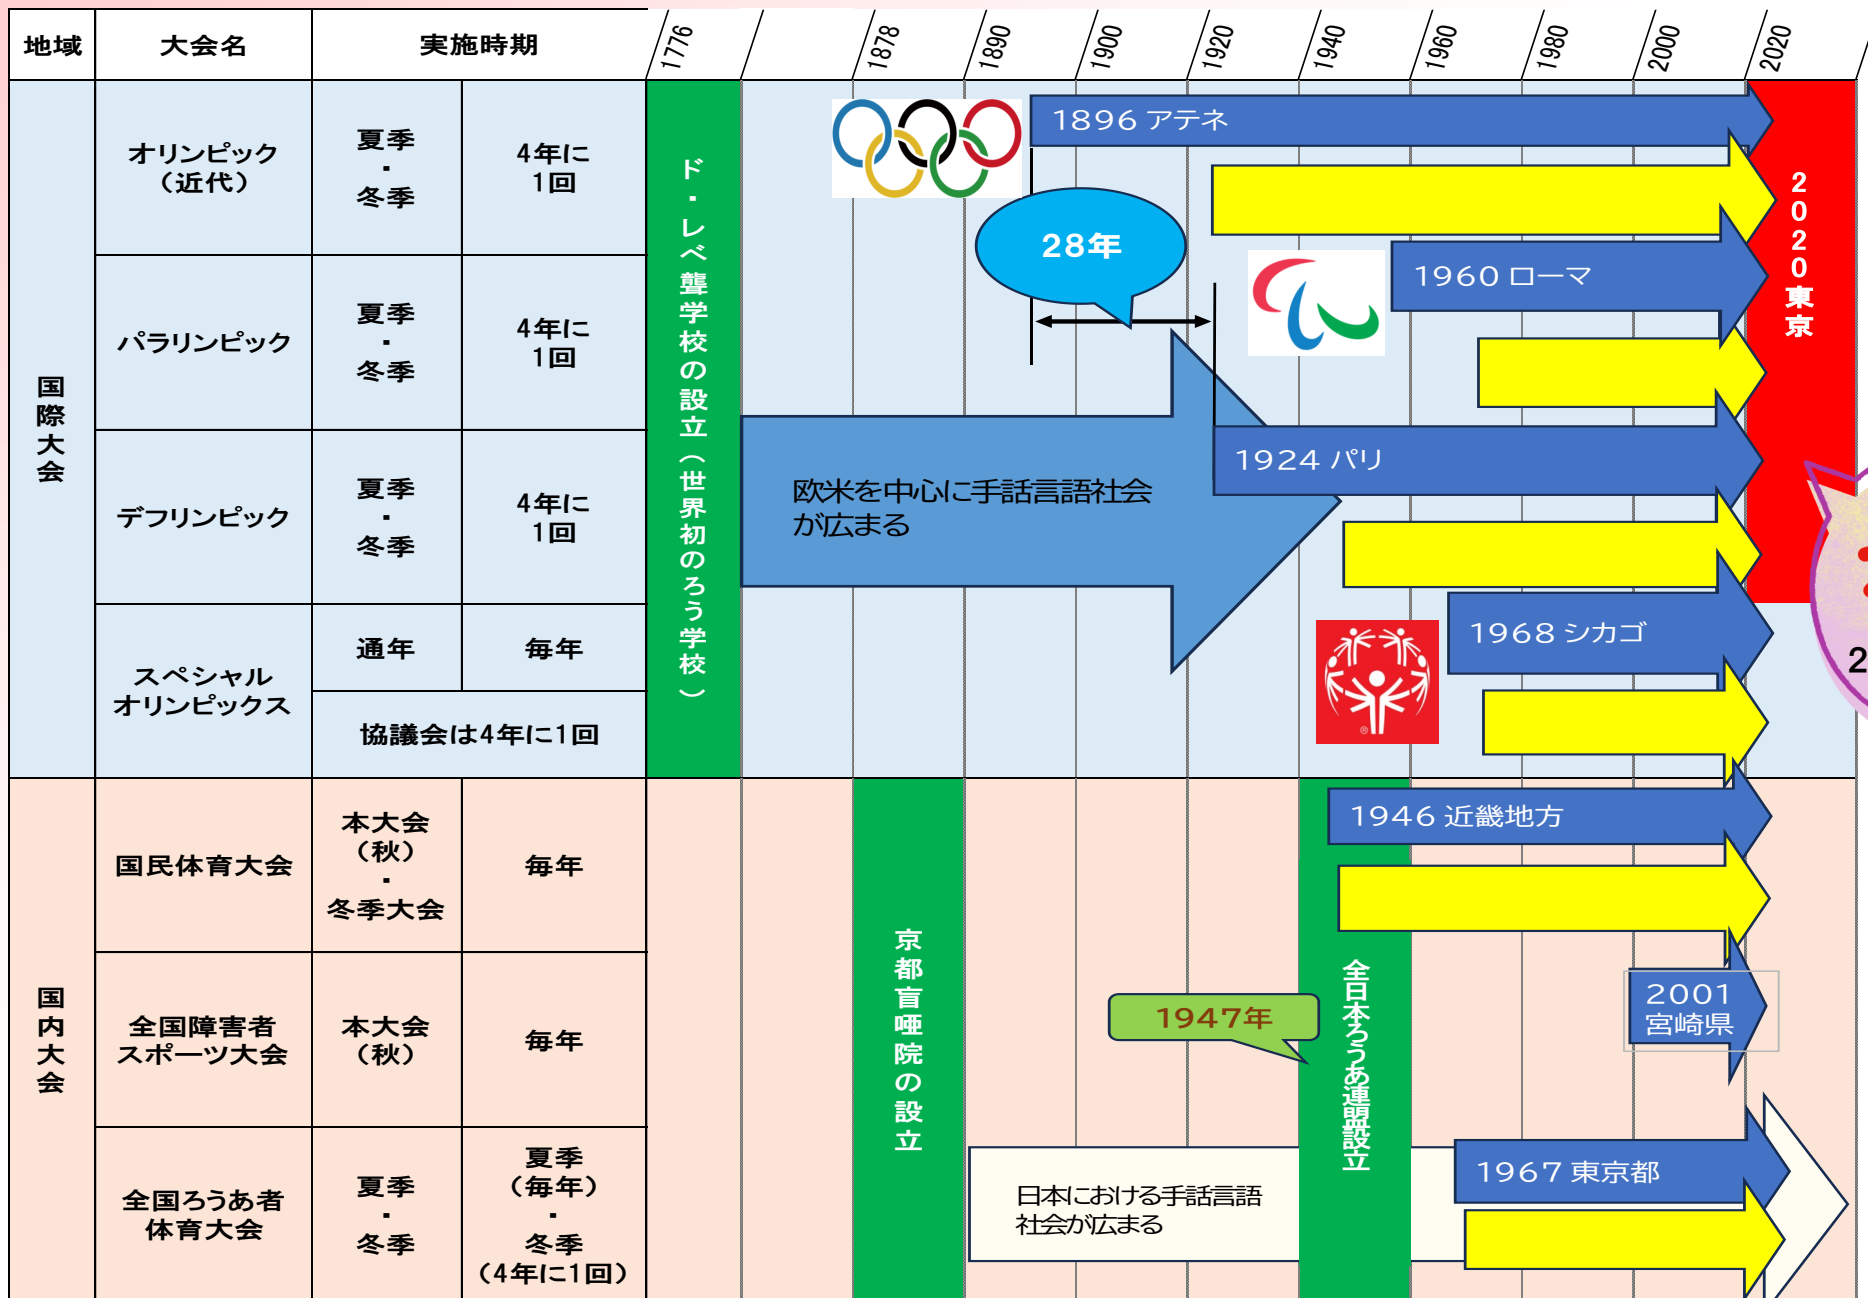 地域
大会名
実施時期
1776
1878
1890
1900
1920
1940
1960
1980
2000
2020
国際大会
オリンピック
（近代）
夏季
・
冬季
4年に
1回
パラリンピック
夏季
・
冬季
4年に
1回
デフリンピック
夏季
・
冬季
4年に
1回
スペシャル
オリンピックス
通年
毎年
協議会は4年に1回
ド・レペ聾学校の設立（世界初のろう学校）
1896 アテネ
28年
1960 ローマ
2020東京
欧米を中心に手話言語社会
が広まる
1924 パリ
1968 シカゴ
2
国内大会
国民体育大会
本大会
（秋）
・
冬季大会
毎年
全国障害者
スポーツ大会
本大会
（秋）
毎年
全国ろうあ者
体育大会
夏季
・
冬季
夏季
（毎年）
・
冬季
（4年に1回）
京都盲唖院の設立
1946 近畿地方
1947年
全日本ろうあ連盟設立
2001
宮崎県
日本における手話言語
社会が広まる
1967 東京都